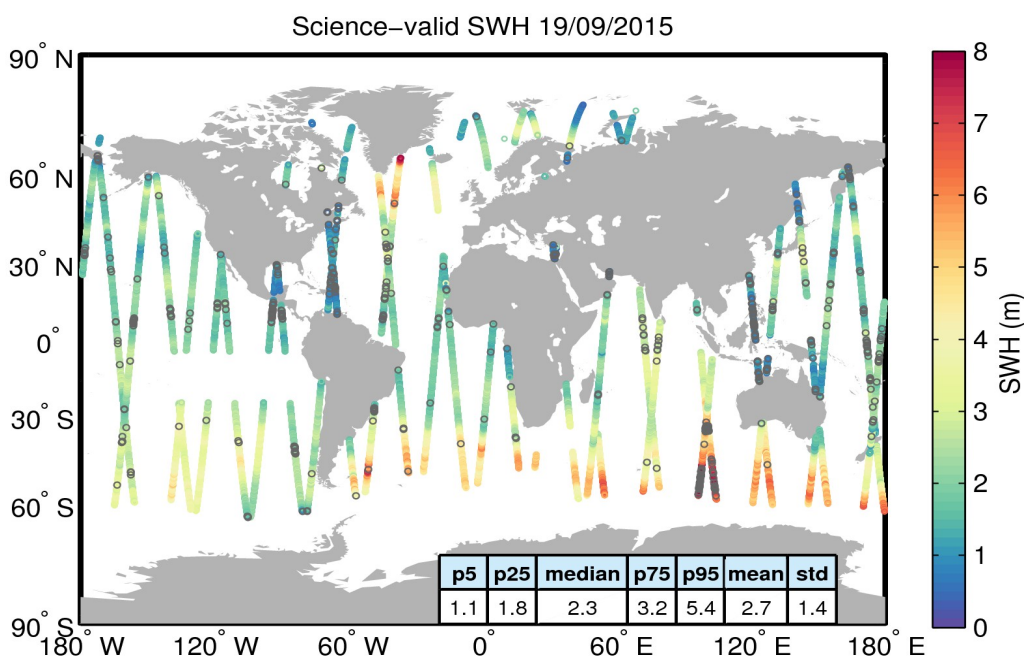 Science−valid SWH 19/09/2015
90° N
60° N
30° N
0°
30° S
60° S
90° S
180° W
120° W
60° W
0°
60° E
120° E
180° E
p5 p25 median p75 p95 mean std
1.1 1.8 2.3 3.2 5.4 2.7 1.4
8
7
6
5
4
3
2
1
0
SWH (m)